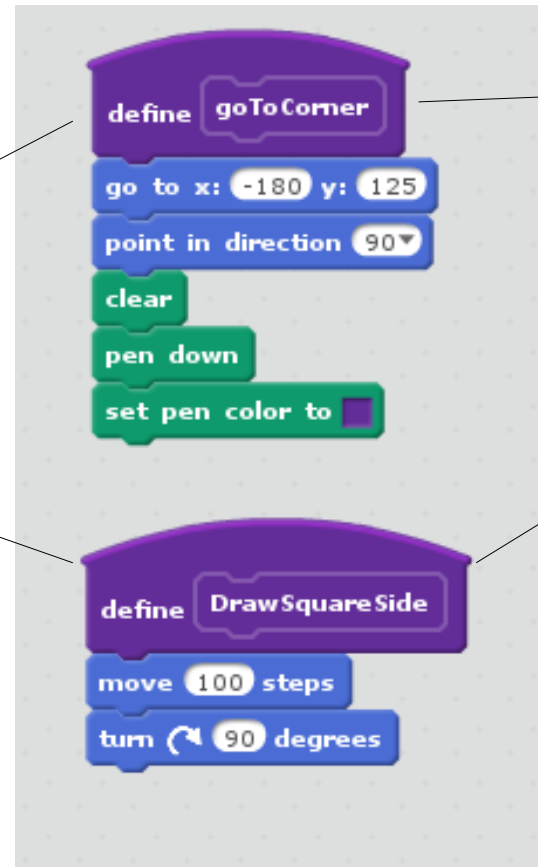 define goToCorner
go to x: -180 y: 125
point in direction 90
clear
pen down
set pen color to
define DrawSquareSide
move 100 steps
turn 90 degrees